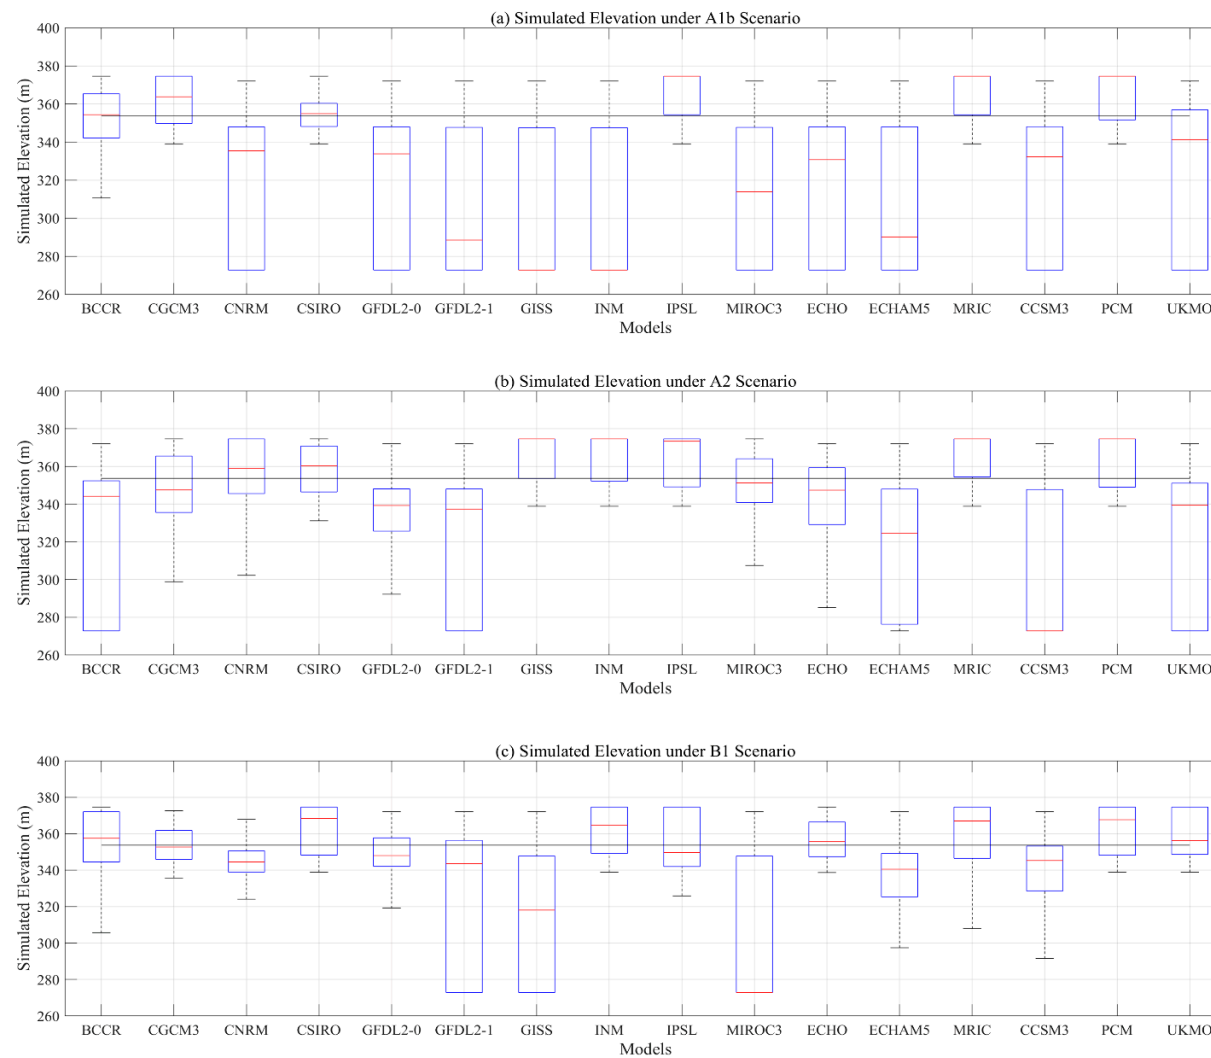 (a) Simulated Elevation under A1b Scenario
400
380
360
340
320
300
280
260
Simulated Elevation (m)
BCCR CGCM3 CNRM CSIRO GFDL2-0 GFDL2-1 GISS INM IPSL MIROC3 ECHO ECHAM5 MRIC CCSM3 PCM UKMO
Models
(b) Simulated Elevation under A2 Scenario
400
380
360
340
320
300
280
260
Simulated Elevation (m)
BCCR CGCM3 CNRM CSIRO GFDL2-0 GFDL2-1 GISS INM IPSL MIROC3 ECHO ECHAM5 MRIC CCSM3 PCM UKMO
Models
(c) Simulated Elevation under B1 Scenario
400
380
360
340
320
300
280
260
Simulated Elevation (m)
BCCR CGCM3 CNRM CSIRO GFDL2-0 GFDL2-1 GISS INM IPSL MIROC3 ECHO ECHAM5 MRIC CCSM3 PCM UKMO
Models